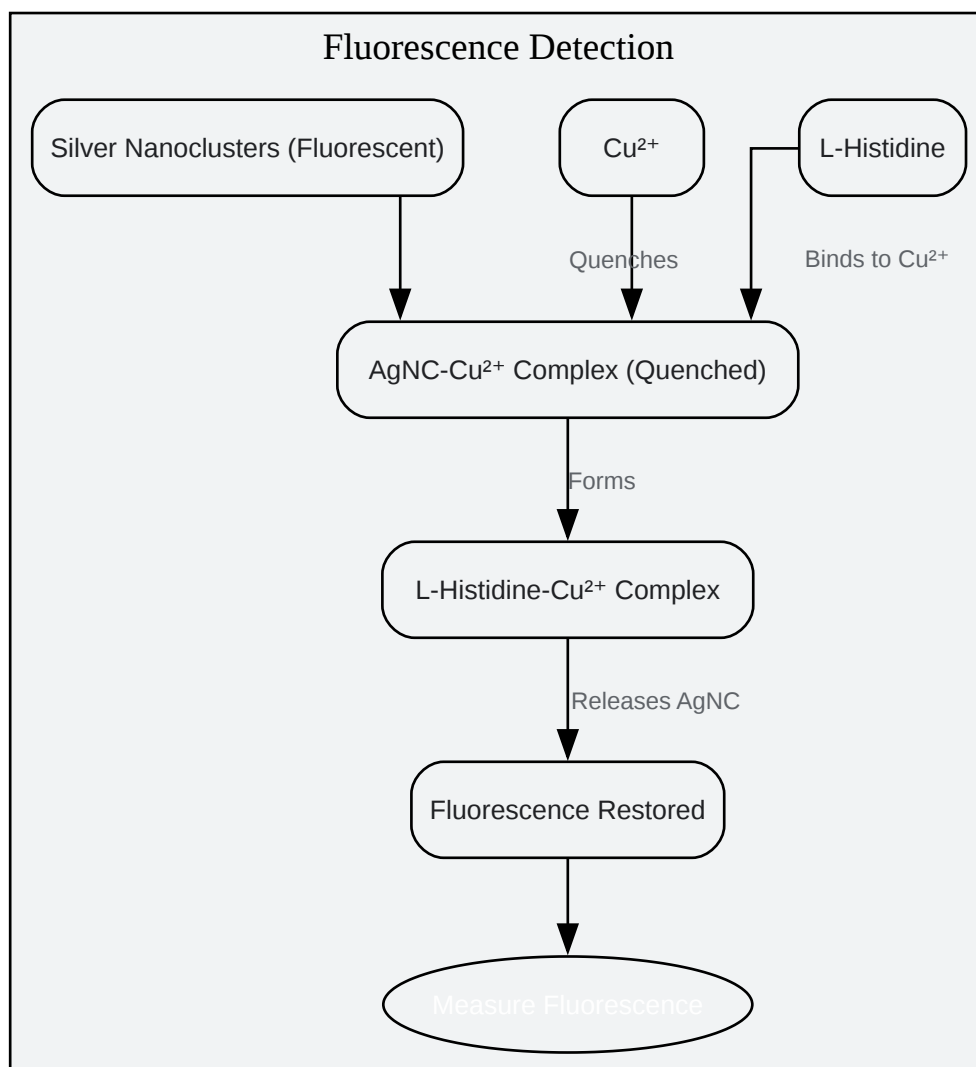 Fluorescence Detection
Silver Nanoclusters (Fluorescent)
Cu²⁺
L-Histidine
Quenches
Binds to Cu²⁺
AgNC-Cu²⁺ Complex (Quenched)
Forms
L-Histidine-Cu²⁺ Complex
Releases AgNC
Fluorescence Restored
Measure Fluorescence